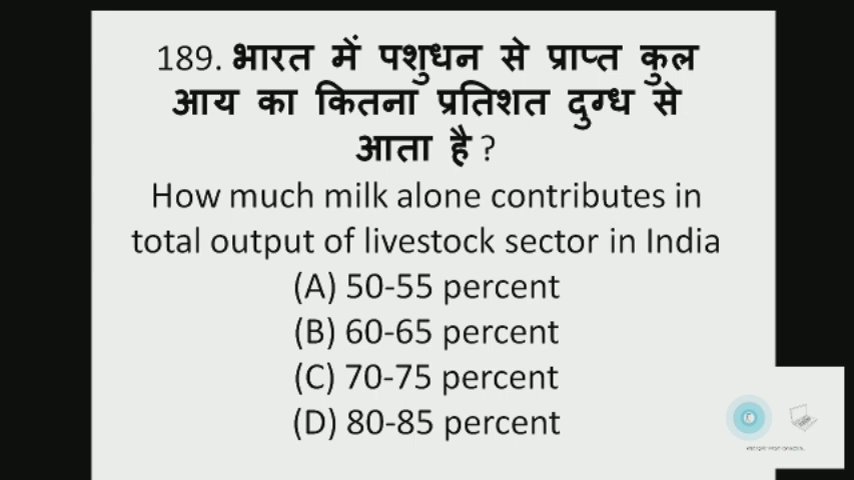 189. भारत में पशुधन से प्राप्त कुल
आय का कितना प्रतिशत दुग्ध से
आता है ?
How much milk alone contributes in
total output of livestock sector in India
(A) 50-55 percent
(B) 60-65 percent
(C) 70-75 percent
(D) 80-85 percent